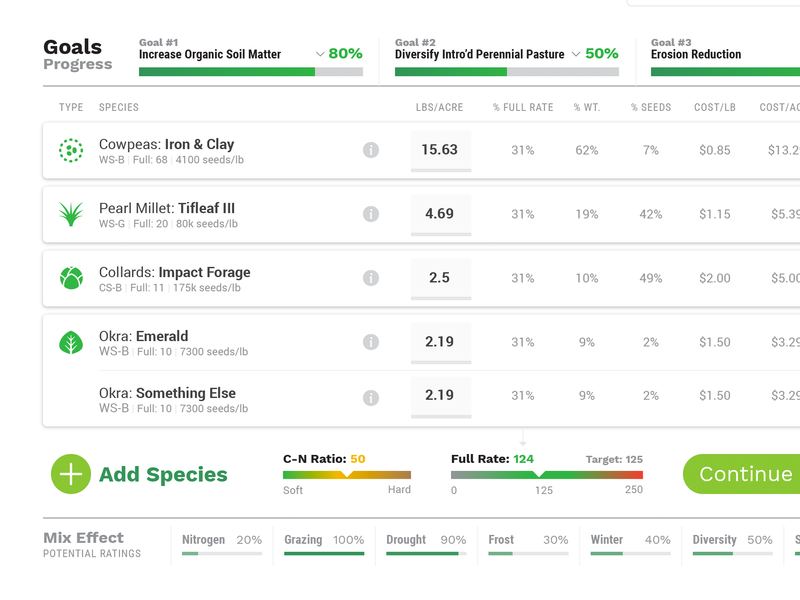 Goals
Progress
Goal #1
Increase Organic Soil Matter 80%
Goal #2
Diversify Intro'd Perennial Pasture 50%
Goal #3
Erosion Reduction
TYPE SPECIES LBS/ACRE % FULL RATE % WT. % SEEDS COST/LB COST/AC
Cowpeas: Iron & Clay
WS-B | Full: 68 | 4100 seeds/lb
15.63 31% 62% 7% $0.85 $13.2
Pearl Millet: Tifleaf III
WS-G | Full: 20 | 80k seeds/lb
4.69 31% 19% 42% $1.15 $5.39
Collards: Impact Forage
CS-B | Full: 11 | 175k seeds/lb
2.5 31% 10% 49% $2.00 $5.00
Okra: Emerald
WS-B | Full: 10 | 7300 seeds/lb
2.19 31% 9% 2% $1.50 $3.29
Okra: Something Else
WS-B | Full: 10 | 7300 seeds/lb
2.19 31% 9% 2% $1.50 $3.29
Add Species
C-N Ratio: 50
Soft Hard
Full Rate: 124 Target: 125
0 125 250
Continue
Mix Effect
POTENTIAL RATINGS
Nitrogen 20%
Grazing 100%
Drought 90%
Frost 30%
Winter 40%
Diversity 50%